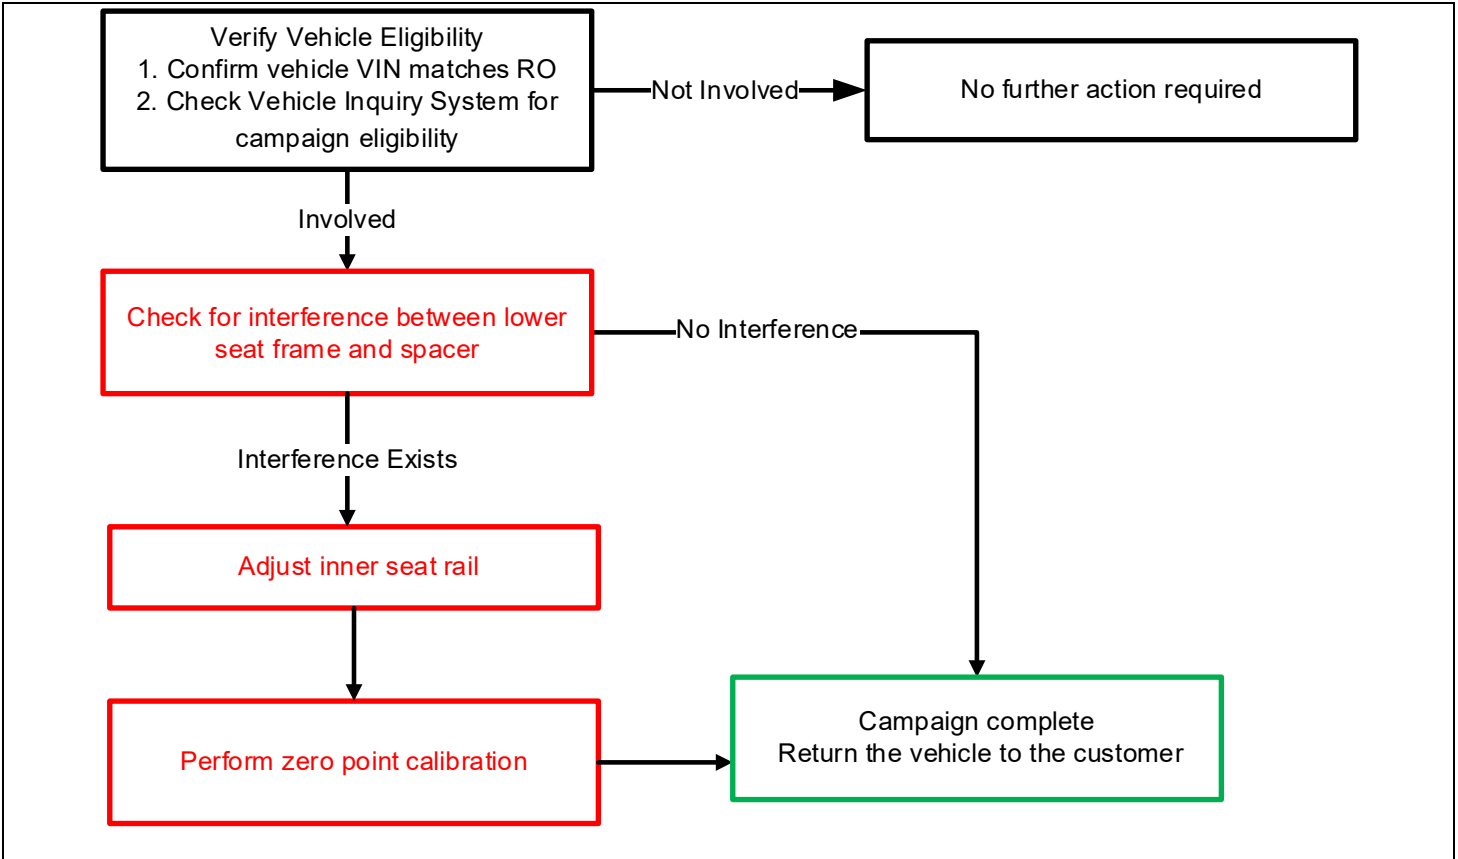 Verify Vehicle Eligibility
1. Confirm vehicle VIN matches RO
2. Check Vehicle Inquiry System for
campaign eligibility
Not Involved
No further action required
Involved
Check for interference between lower
seat frame and spacer
No Interference
Interference Exists
Adjust inner seat rail
Perform zero point calibration
Campaign complete
Return the vehicle to the customer